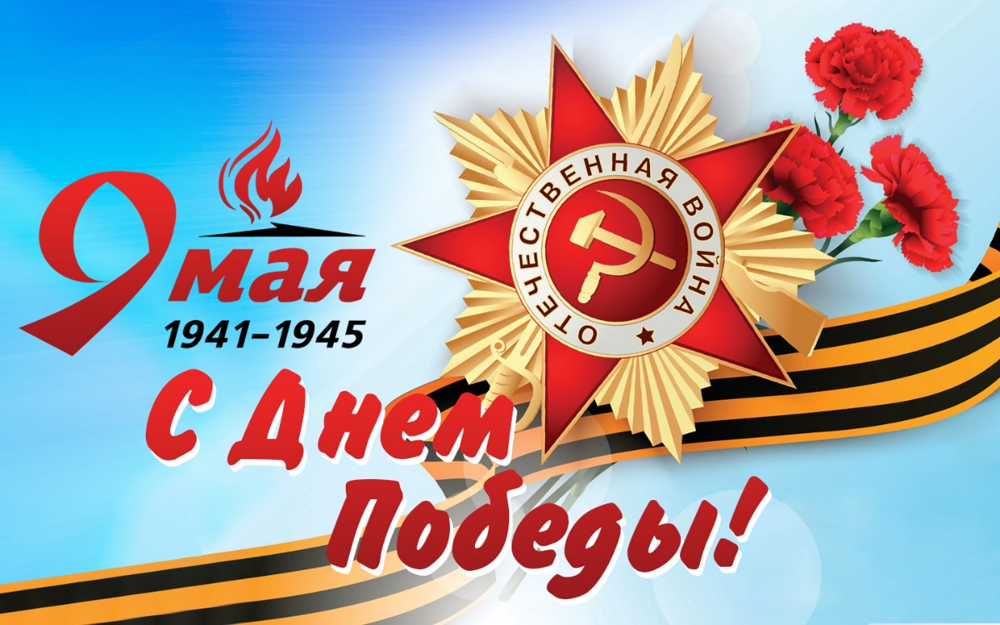 9 мая
1941-1945
ОТЕЧЕСТВЕННАЯ ВОЙНА
С Днем
Победы!